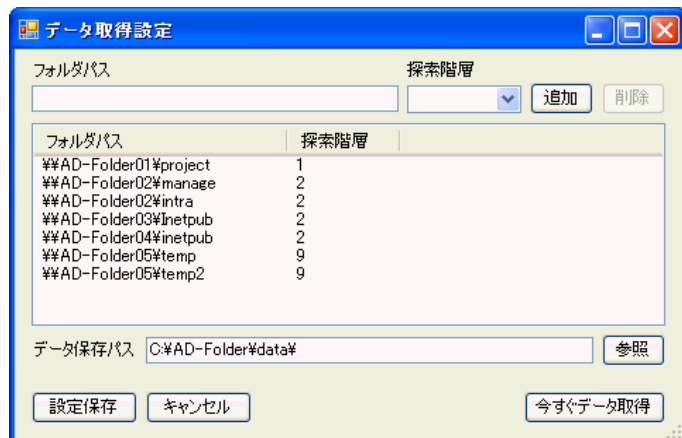 データ取得設定
フォルダパス 探索階層
追加 削除
フォルダパス 探索階層
¥¥AD-Folder01¥project 1
¥¥AD-Folder02¥manage 2
¥¥AD-Folder02¥intra 2
¥¥AD-Folder03¥Inetpub 2
¥¥AD-Folder04¥inetpub 2
¥¥AD-Folder05¥temp 9
¥¥AD-Folder05¥temp2 9
データ保存パス C:¥AD-Folder¥data¥ 参照
設定保存 キャンセル 今すぐデータ取得